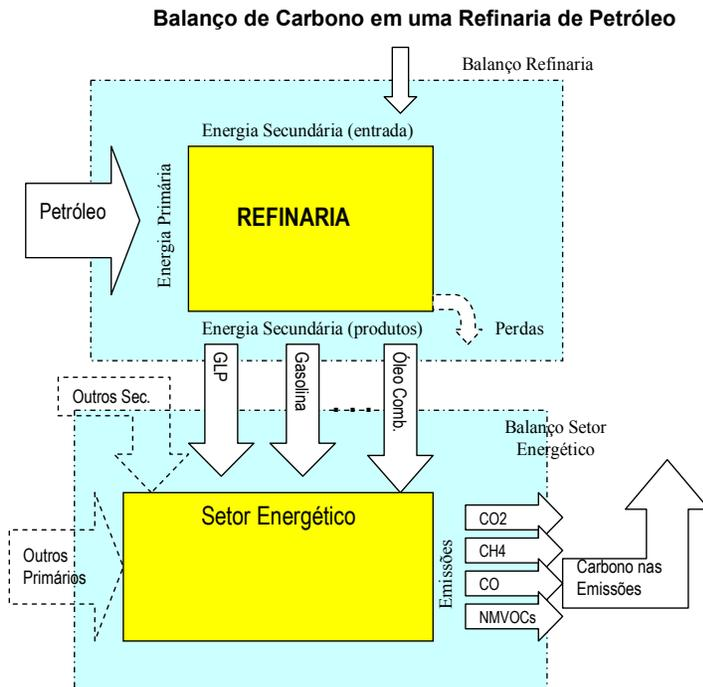 Balanço de Carbono em uma Refinaria de Petróleo
Balanço Refinaria
Energia Secundária (entrada)
Petróleo
Energia Primária
REFINARIA
Energia Secundária (produtos)
Perdas
GLP
Gasolina
....
Óleo Comb.
Outros Sec.
Balanço Setor
Energético
Setor Energético
Outros
Primários
Emissões
CO2
CH4
CO
NMVOCs
Carbono nas
Emissões